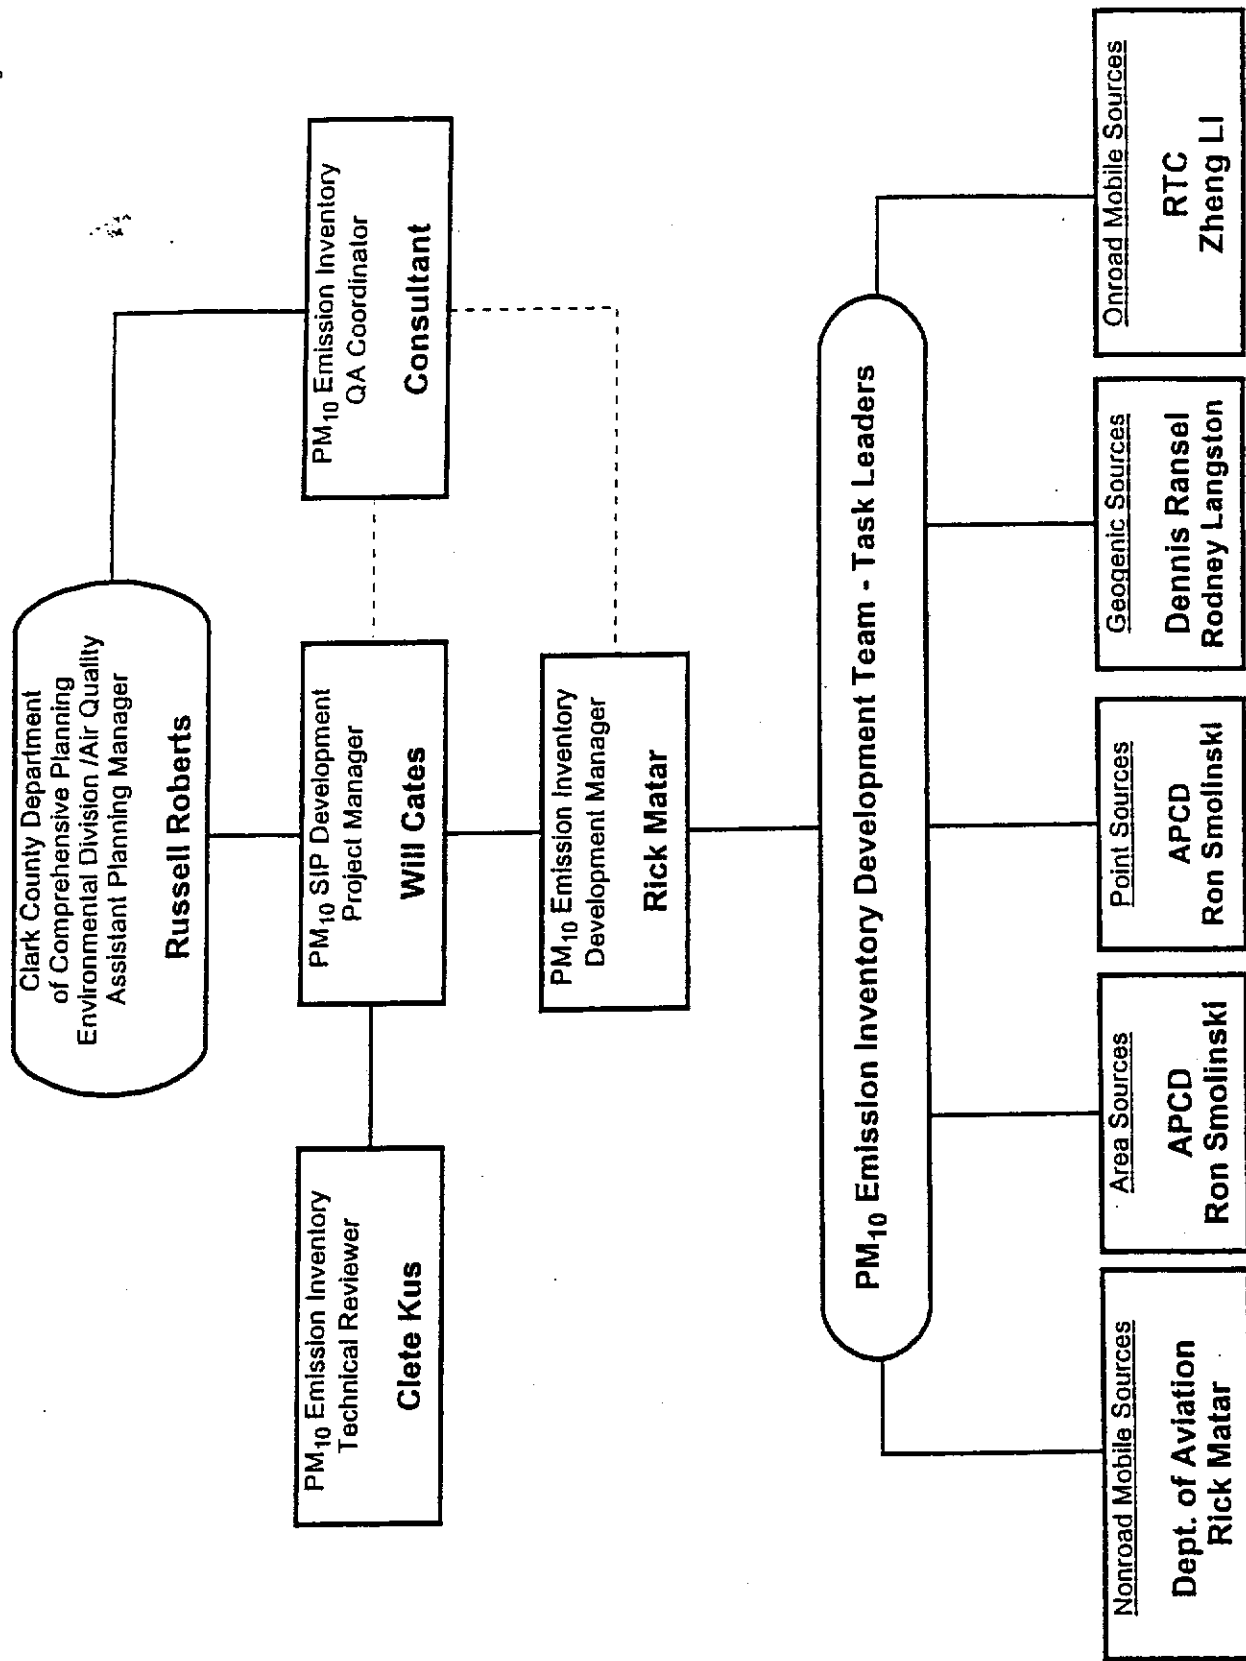 Clark County Department
of Comprehensive Planning
Environmental Division /Air Quality
Assistant Planning Manager
Russell Roberts
PM10 Emission Inventory
Technical Reviewer
Clete Kus
PM10 SIP Development
Project Manager
Will Cates
PM10 Emission Inventory
QA Coordinator
Consultant
PM10 Emission Inventory
Development Manager
Rick Matar
PM10 Emission Inventory Development Team - Task Leaders
Nonroad Mobile Sources
Dept. of Aviation
Rick Matar
Area Sources
APCD
Ron Smolinski
Point Sources
APCD
Ron Smolinski
Geogenic Sources
Dennis Ransel
Rodney Langston
Onroad Mobile Sources
RTC
Zheng LI